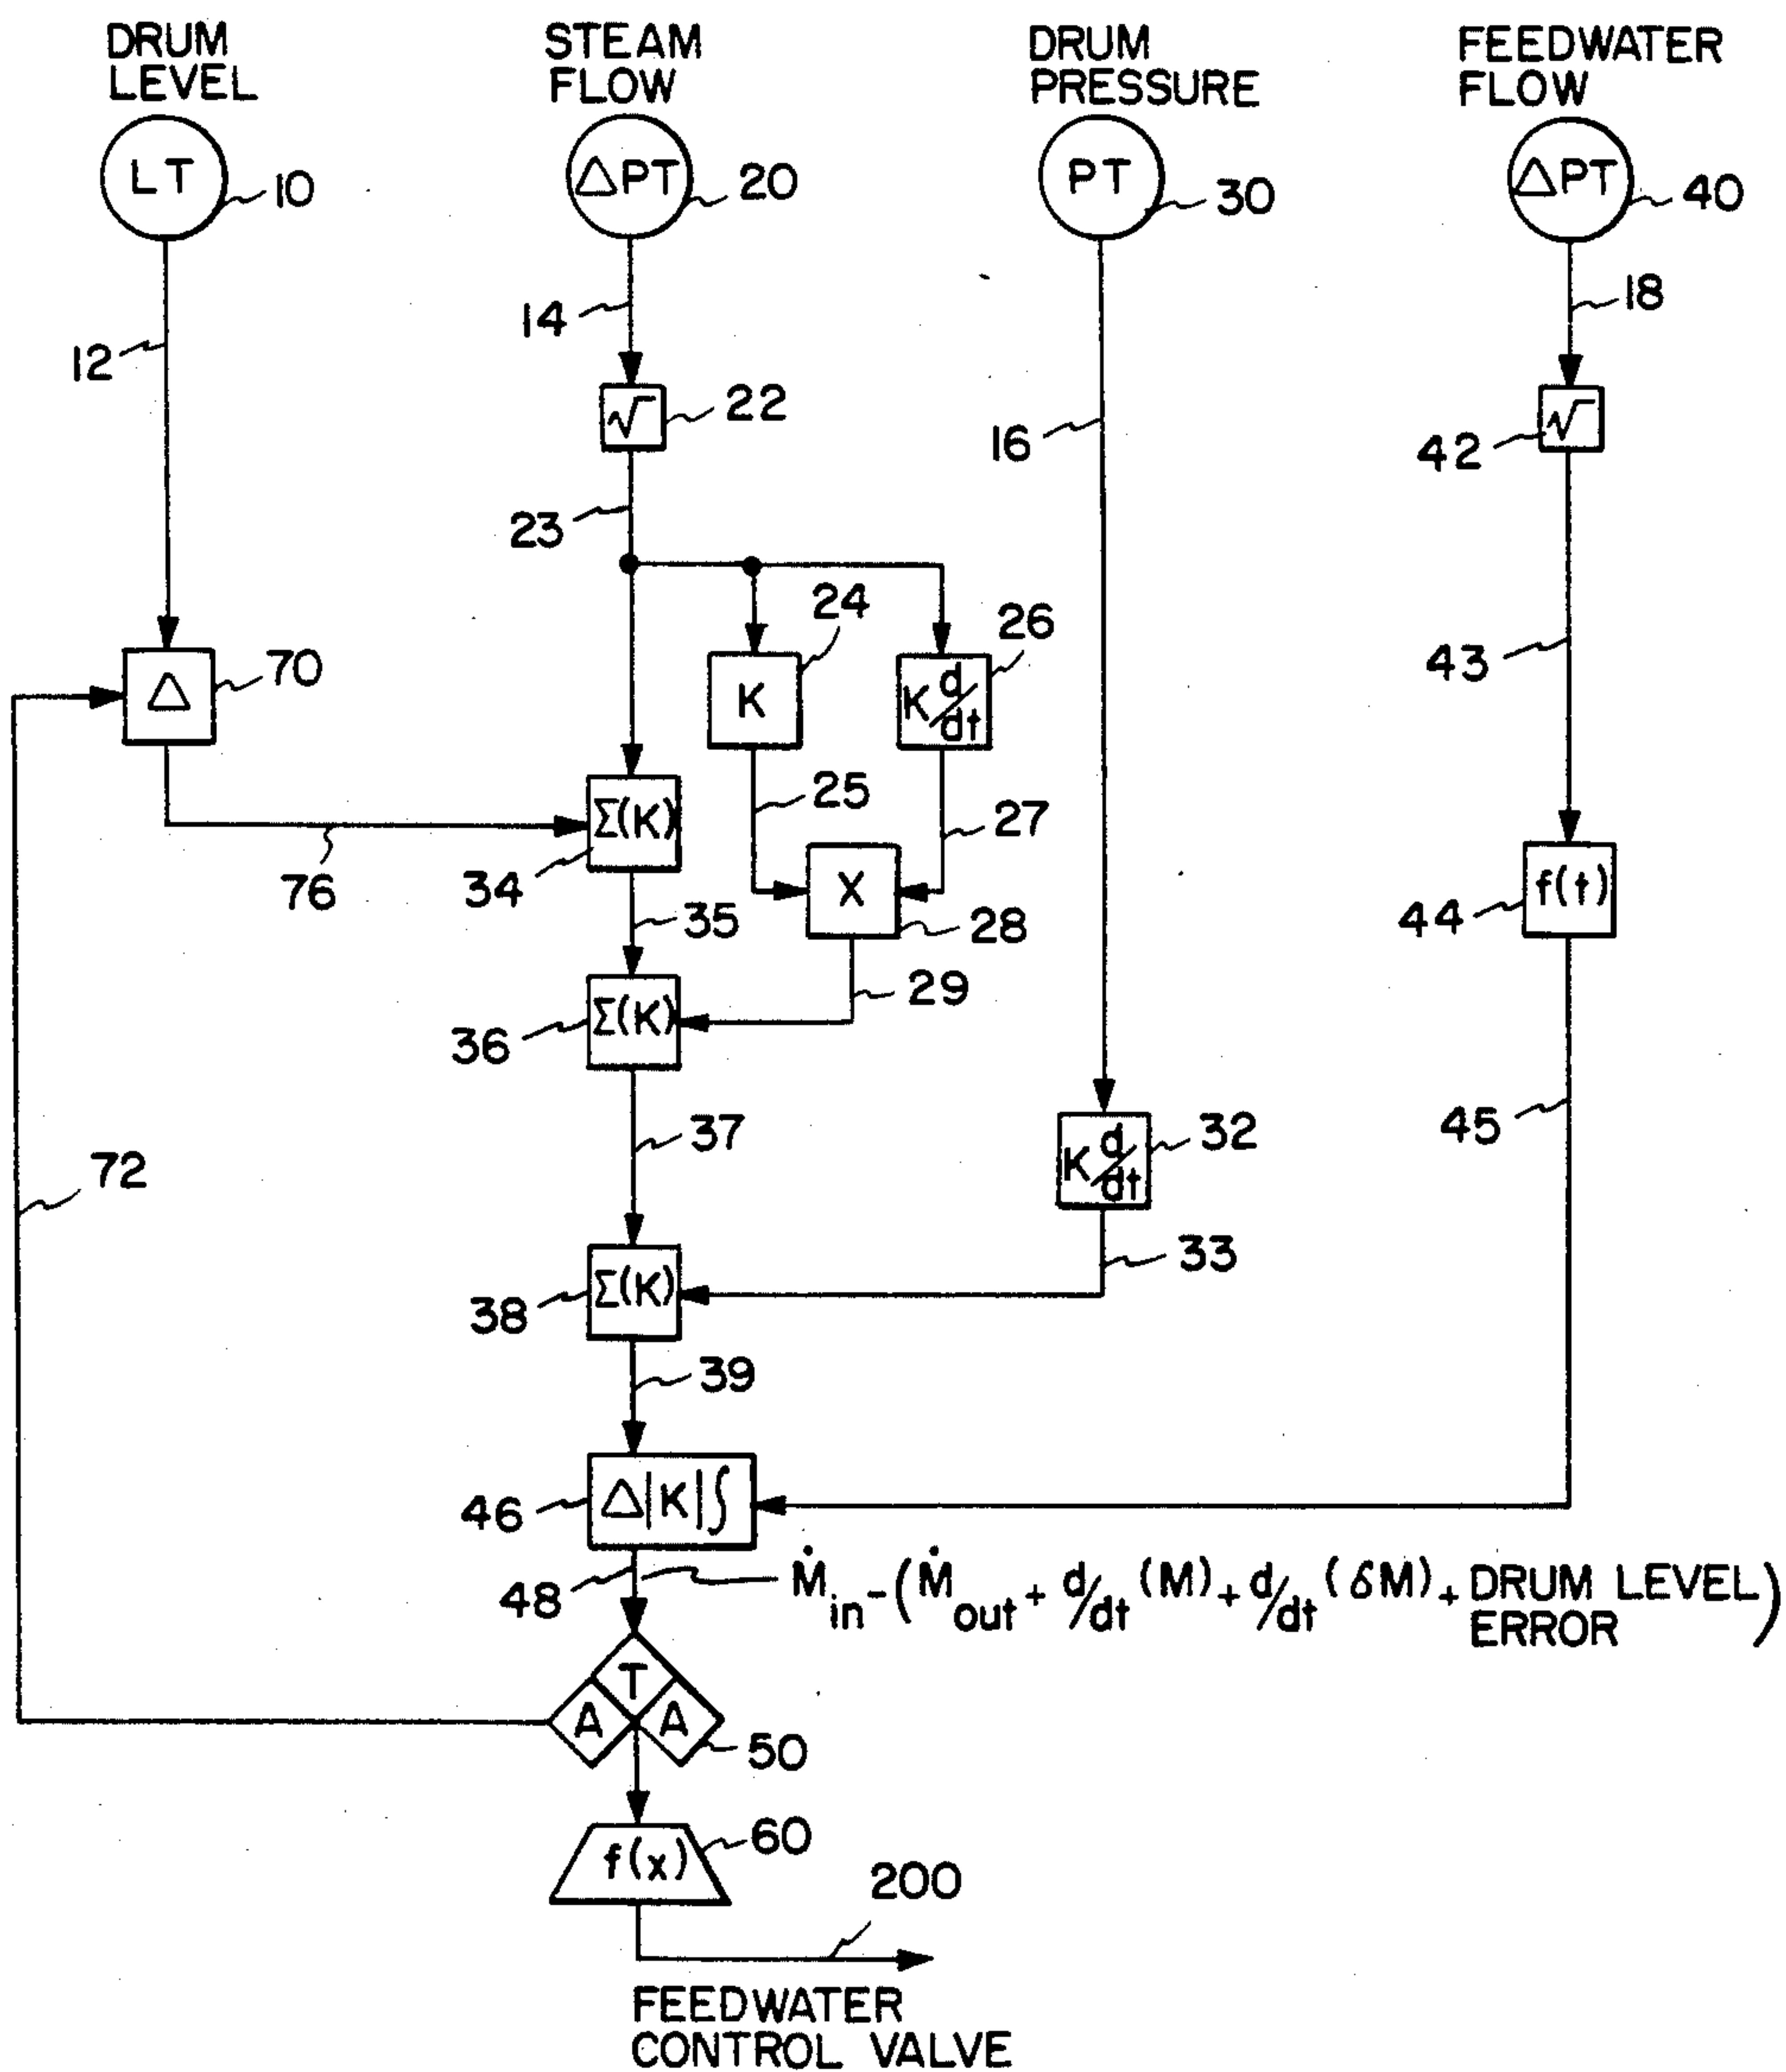 DRUM
LEVEL
STEAM
FLOW
DRUM
PRESSURE
FEEDWATER
FLOW
LT
10
△PT
20
PT
30
△PT
40
12
14
16
18
√
22
√
42
23
24
26
43
△
70
K
K d/dt
Σ(K)
34
25
27
76
X
28
f(t)
44
35
29
Σ(K)
36
37
K d/dt
32
45
72
33
Σ(K)
38
39
△|K|∫
46
48
Ṁin-(Ṁout + d/dt (M) + d/dt (δM) + DRUM LEVEL)
ERROR
T
A
A
50
f(x)
60
200
FEEDWATER
CONTROL VALVE